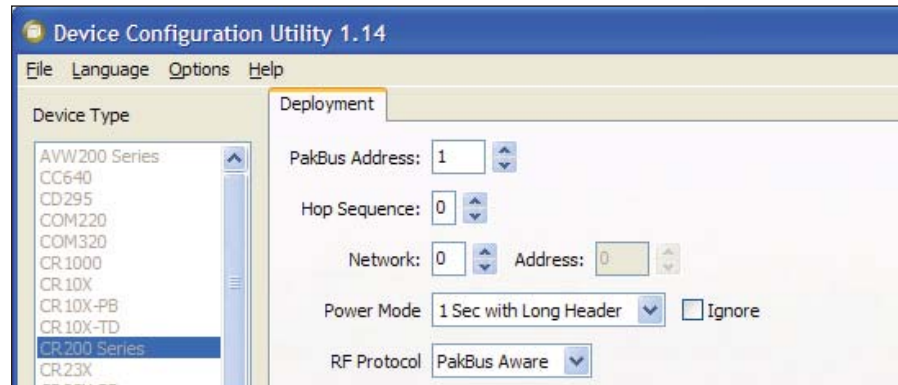 Device Configuration Utility 1.14
File Language Options Help
Device Type
AVW200 Series
CC640
CD295
COM220
COM320
CR1000
CR10X
CR10X-PB
CR10X-TD
CR200 Series
CR23X
Deployment
PakBus Address: 1
Hop Sequence: 0
Network: 0 Address: 0
Power Mode 1 Sec with Long Header Ignore
RF Protocol PakBus Aware